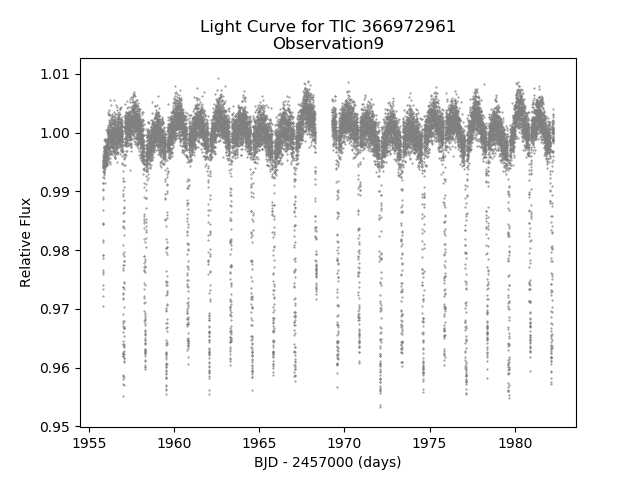 Light Curve for TIC 366972961
Observation9
1.01
1.00
0.99
0.98
0.97
0.96
0.95
Relative Flux
1955 1960 1965 1970 1975 1980
BJD - 2457000 (days)